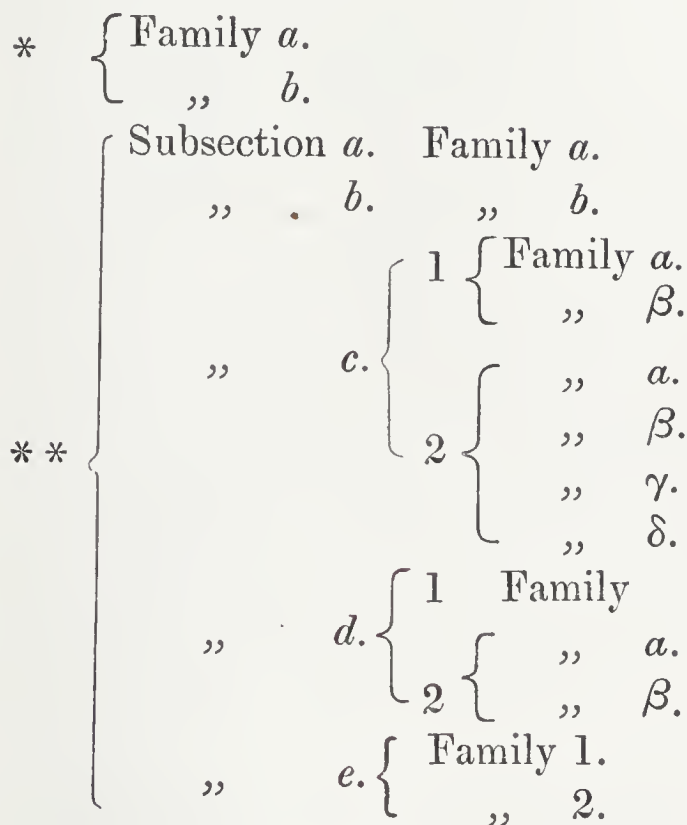 * Family a.
„ b.
Subsection a. Family a.
„ b. „ b.
1 Family a.
„ β.
„ c.
„ a.
„ β.
* * 2
„ γ.
„ δ.
1 Family
„ d. „ a.
2 „ β.
Family 1.
„ e.
„ 2.